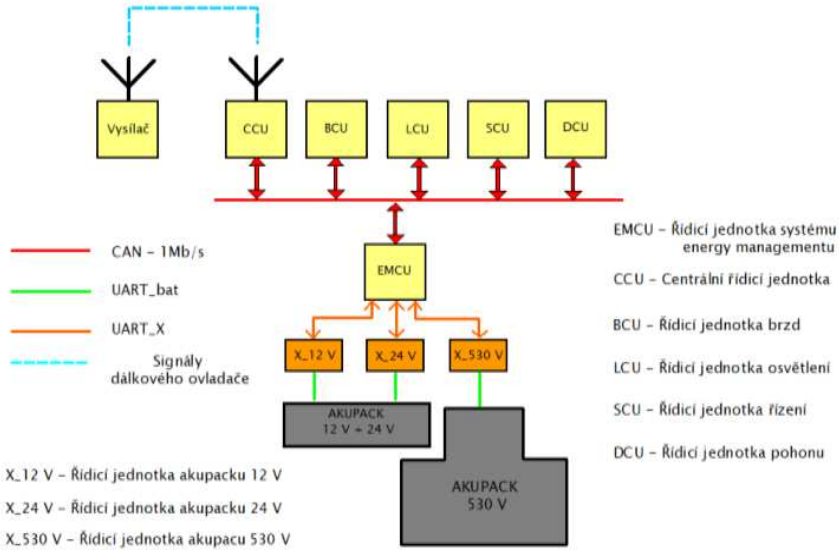 Vysílač
CCU
BCU
LCU
SCU
DCU
CAN – 1Mb/s
UART_bat
UART_X
Signály
dálkového ovladače
EMCU
X_12 V
X_24 V
X_530 V
AKUPACK
12 V + 24 V
AKUPACK
530 V
EMCU – Řídicí jednotka systému
energy managementu
CCU – Centrální řídicí jednotka
BCU – Řídicí jednotka brzd
LCU – Řídicí jednotka osvětlení
SCU – Řídicí jednotka řízení
DCU – Řídicí jednotka pohonu
X_12 V – Řídicí jednotka akupacku 12 V
X_24 V – Řídicí jednotka akupacku 24 V
X_530 V – Řídicí jednotka akupacu 530 V